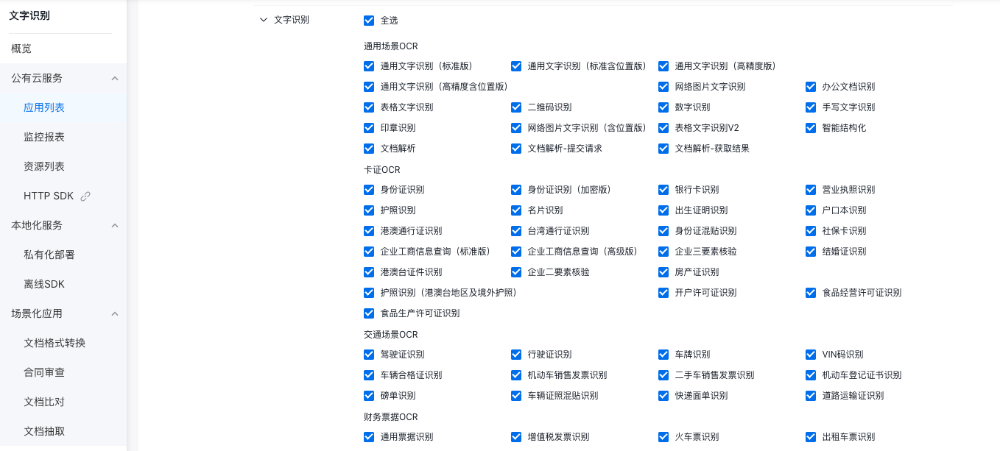 文字识别
概览
公有云服务
应用列表
监控报表
资源列表
HTTP SDK
本地化服务
私有化部署
离线SDK
场景化应用
文档格式转换
合同审查
文档比对
文档抽取
文字识别 全选
通用场景OCR
通用文字识别（标准版） 通用文字识别（标准含位置版） 通用文字识别（高精度版）
通用文字识别（高精度含位置版） 网络图片文字识别 办公文档识别
表格文字识别 二维码识别 数字识别 手写文字识别
印章识别 网络图片文字识别（含位置版） 表格文字识别V2 智能结构化
文档解析 文档解析-提交请求 文档解析-获取结果
卡证OCR
身份证识别 身份证识别（加密版） 银行卡识别 营业执照识别
护照识别 名片识别 出生证明识别 户口本识别
港澳通行证识别 台湾通行证识别 身份证混贴识别 社保卡识别
企业工商信息查询（标准版） 企业工商信息查询（高级版） 企业三要素核验 结婚证识别
港澳台证件识别 企业二要素核验 房产证识别
护照识别（港澳台地区及境外护照） 开户许可证识别 食品经营许可证识别
食品生产许可证识别
交通场景OCR
驾驶证识别 行驶证识别 车牌识别 VIN码识别
车辆合格证识别 机动车销售发票识别 二手车销售发票识别 机动车登记证书识别
磅单识别 车辆证照混贴识别 快递面单识别 道路运输证识别
财务票据OCR
通用票据识别 增值税发票识别 火车票识别 出租车票识别